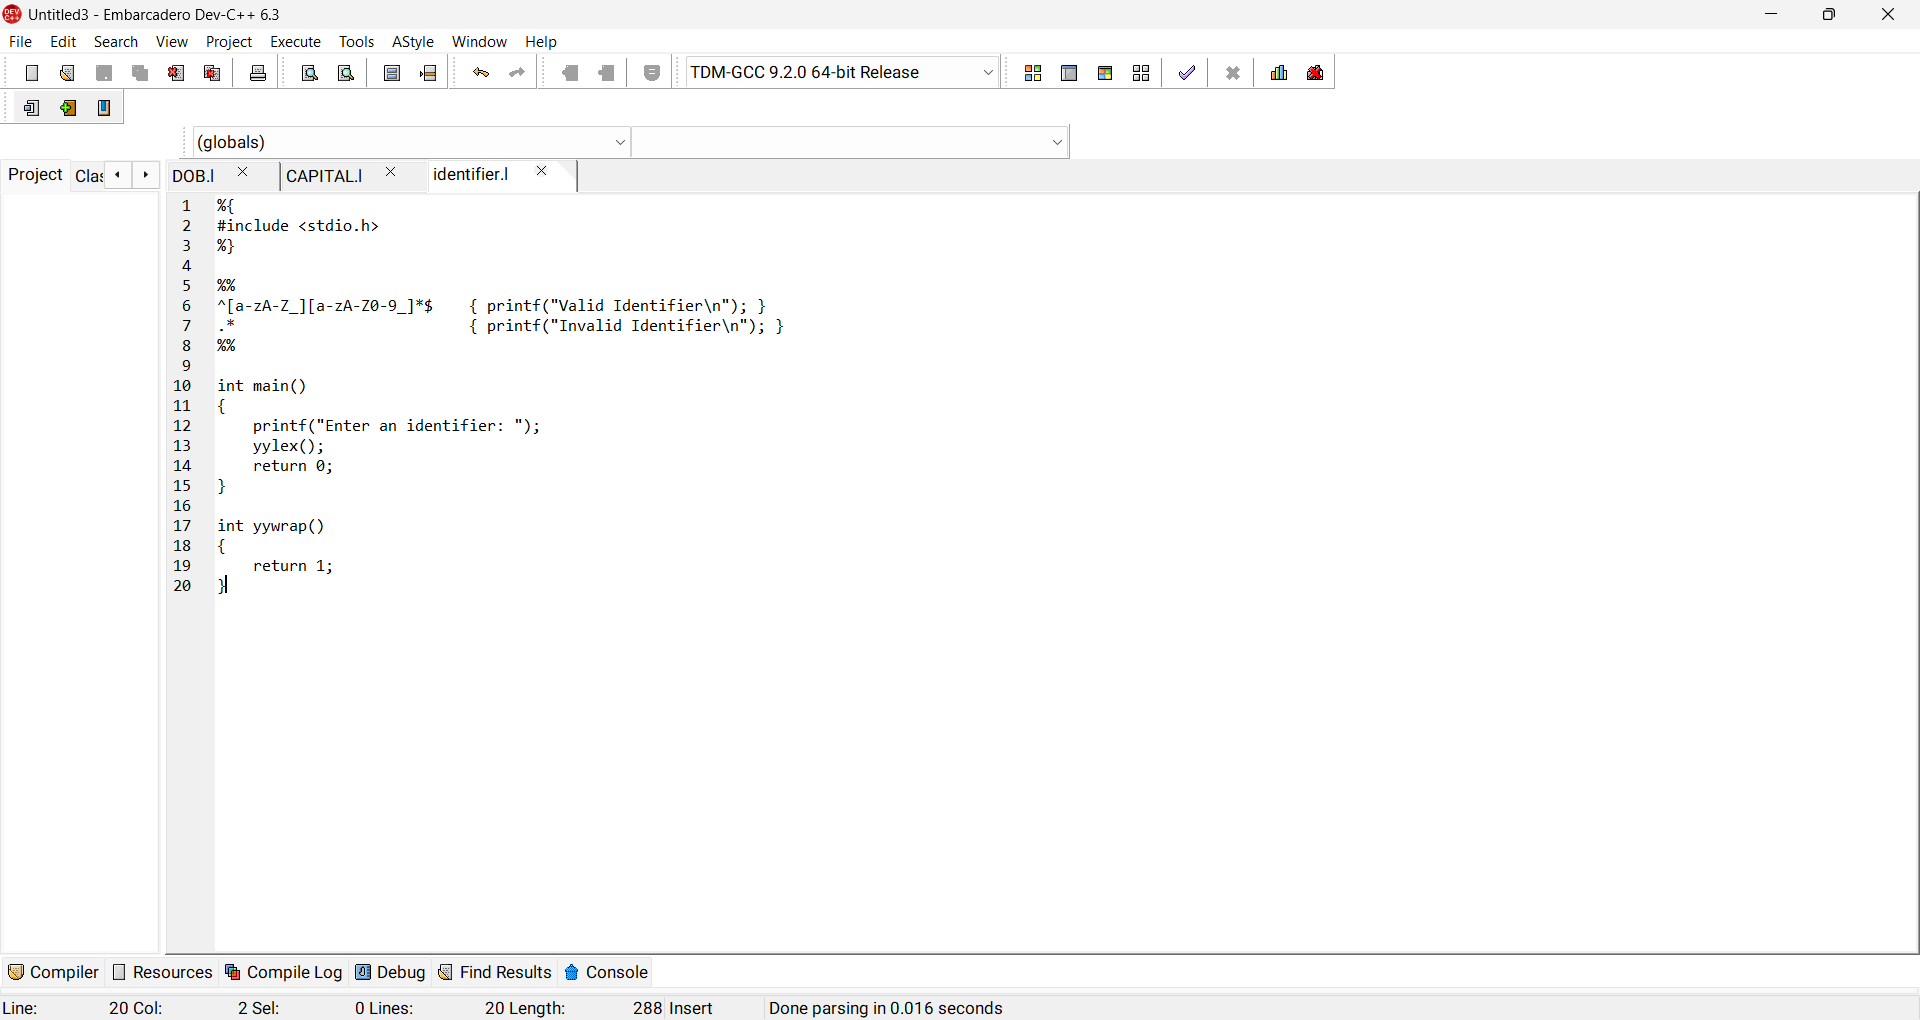 Untitled3 - Embarcadero Dev-C++ 6.3
File Edit Search View Project Execute Tools AStyle Window Help
TDM-GCC 9.2.0 64-bit Release
(globals)
Project Clas DOB.l CAPITAL.l identifier.l
1 %{
2 #include <stdio.h>
3 %}
4
5 %%
6 ^[a-zA-Z_][a-zA-Z0-9_]*$    { printf("Valid Identifier\n"); }
7 .*                          { printf("Invalid Identifier\n"); }
8 %%
9
10 int main()
11 {
12     printf("Enter an identifier: ");
13     yylex();
14     return 0;
15 }
16
17 int yywrap()
18 {
19     return 1;
20 }
Compiler Resources Compile Log Debug Find Results Console
Line: 20 Col: 2 Sel: 0 Lines: 20 Length: 288 Insert Done parsing in 0.016 seconds